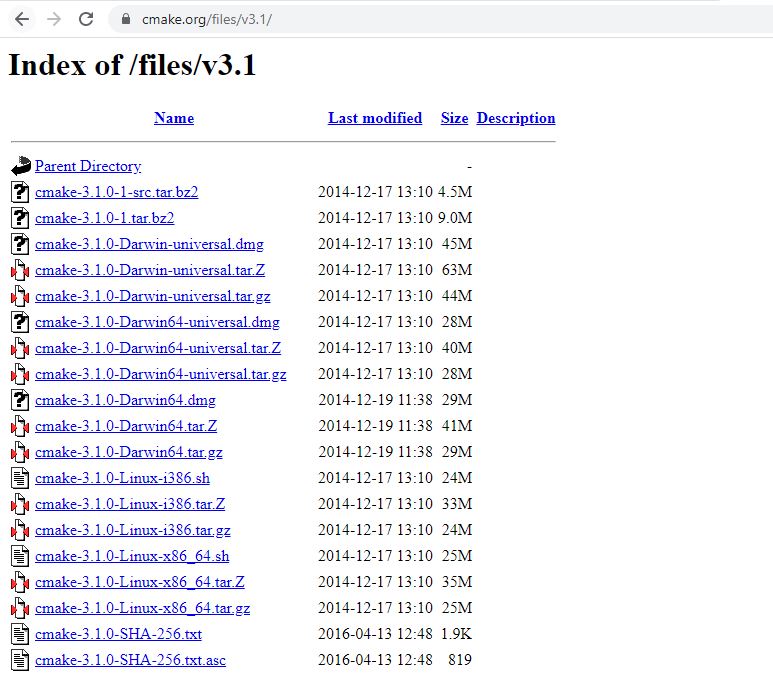 cmake.org/files/v3.1/
Index of /files/v3.1
Name Last modified Size Description
Parent Directory -
cmake-3.1.0-1-src.tar.bz2 2014-12-17 13:10 4.5M
cmake-3.1.0-1.tar.bz2 2014-12-17 13:10 9.0M
cmake-3.1.0-Darwin-universal.dmg 2014-12-17 13:10 45M
cmake-3.1.0-Darwin-universal.tar.Z 2014-12-17 13:10 63M
cmake-3.1.0-Darwin-universal.tar.gz 2014-12-17 13:10 44M
cmake-3.1.0-Darwin64-universal.dmg 2014-12-17 13:10 28M
cmake-3.1.0-Darwin64-universal.tar.Z 2014-12-17 13:10 40M
cmake-3.1.0-Darwin64-universal.tar.gz 2014-12-17 13:10 28M
cmake-3.1.0-Darwin64.dmg 2014-12-19 11:38 29M
cmake-3.1.0-Darwin64.tar.Z 2014-12-19 11:38 41M
cmake-3.1.0-Darwin64.tar.gz 2014-12-19 11:38 29M
cmake-3.1.0-Linux-i386.sh 2014-12-17 13:10 24M
cmake-3.1.0-Linux-i386.tar.Z 2014-12-17 13:10 33M
cmake-3.1.0-Linux-i386.tar.gz 2014-12-17 13:10 24M
cmake-3.1.0-Linux-x86_64.sh 2014-12-17 13:10 25M
cmake-3.1.0-Linux-x86_64.tar.Z 2014-12-17 13:10 35M
cmake-3.1.0-Linux-x86_64.tar.gz 2014-12-17 13:10 25M
cmake-3.1.0-SHA-256.txt 2016-04-13 12:48 1.9K
cmake-3.1.0-SHA-256.txt.asc 2016-04-13 12:48 819